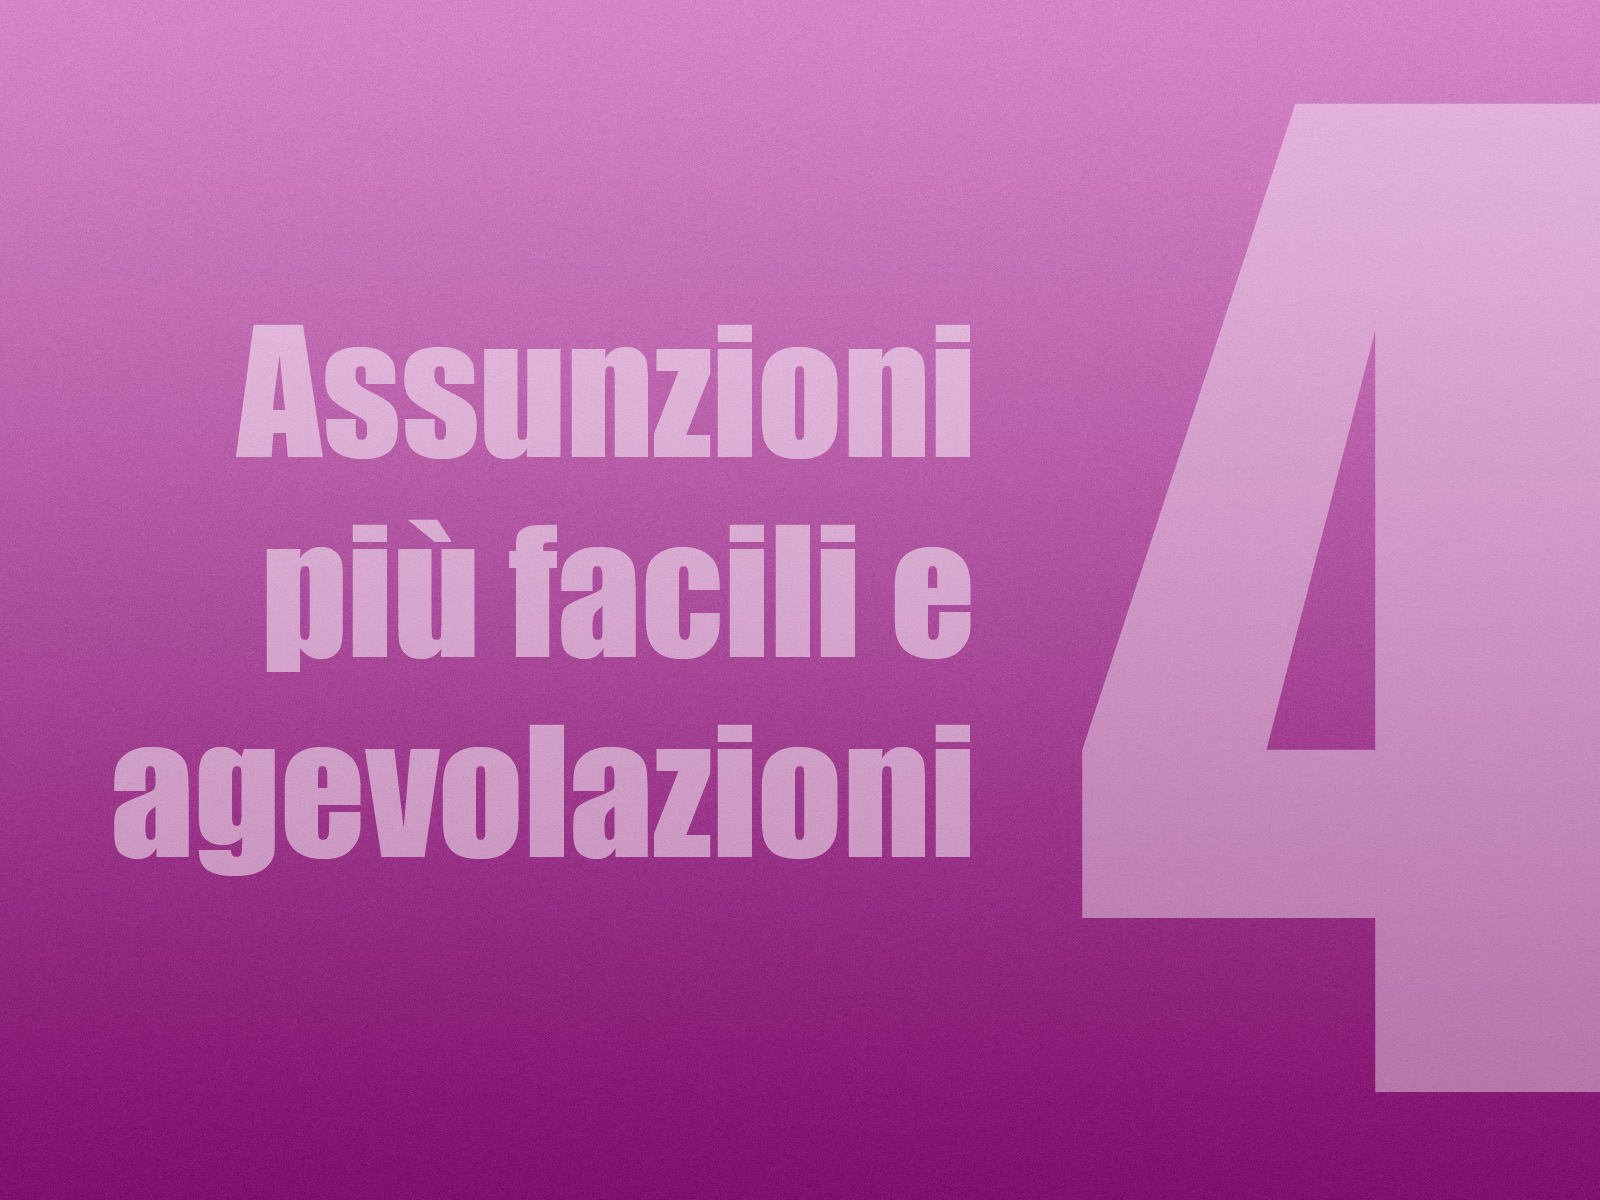 Assunzioni
più facili e
agevolazioni
4